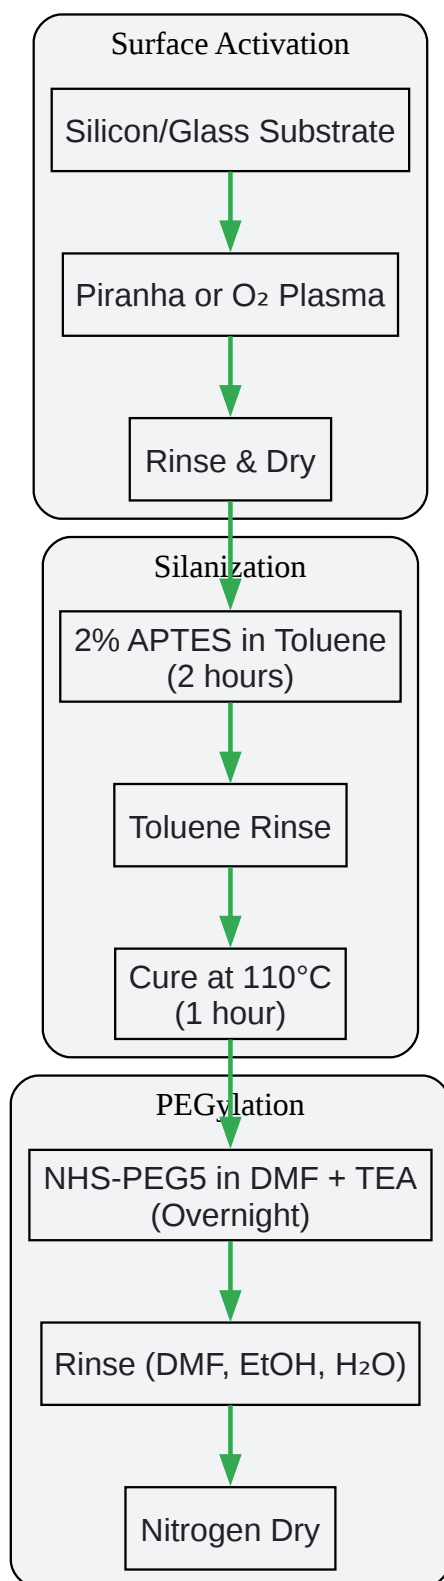 Surface Activation
Silicon/Glass Substrate
Piranha or O₂ Plasma
Rinse & Dry
Silanization
2% APTES in Toluene
(2 hours)
Toluene Rinse
Cure at 110°C
(1 hour)
PEGylation
NHS-PEG5 in DMF + TEA
(Overnight)
Rinse (DMF, EtOH, H₂O)
Nitrogen Dry